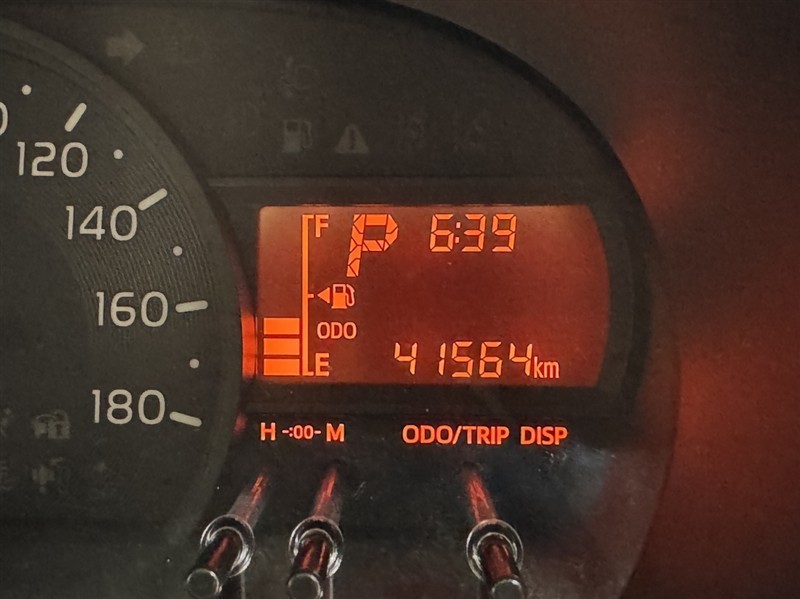 120
140
160
180
F P 6:39
ODO
E 41564km
H -:00- M ODO/TRIP DISP